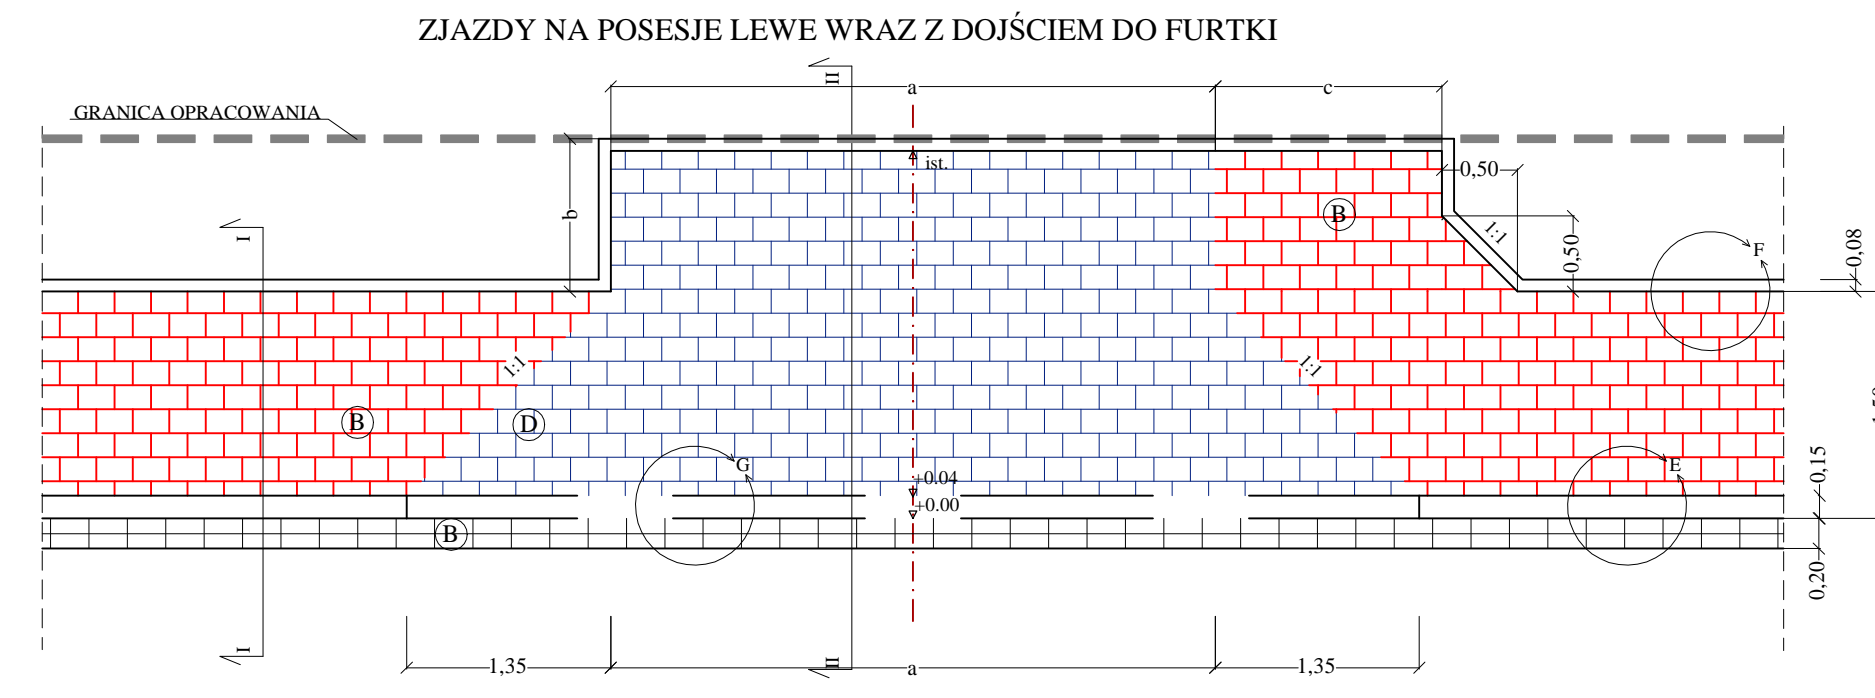 ZJAZDY NA POSESJE LEWE WRAZ Z DOJŚCIEM DO FURTKI
II
a
c
GRANICA OPRACOWANIA
ist.
0,50
B
b
I
1:1
0,50
F
0,08
1:1
1:1
B
D
G
E
+0.04
+0.00
0,15
B
0,20
I
1,35
II
a
1,35